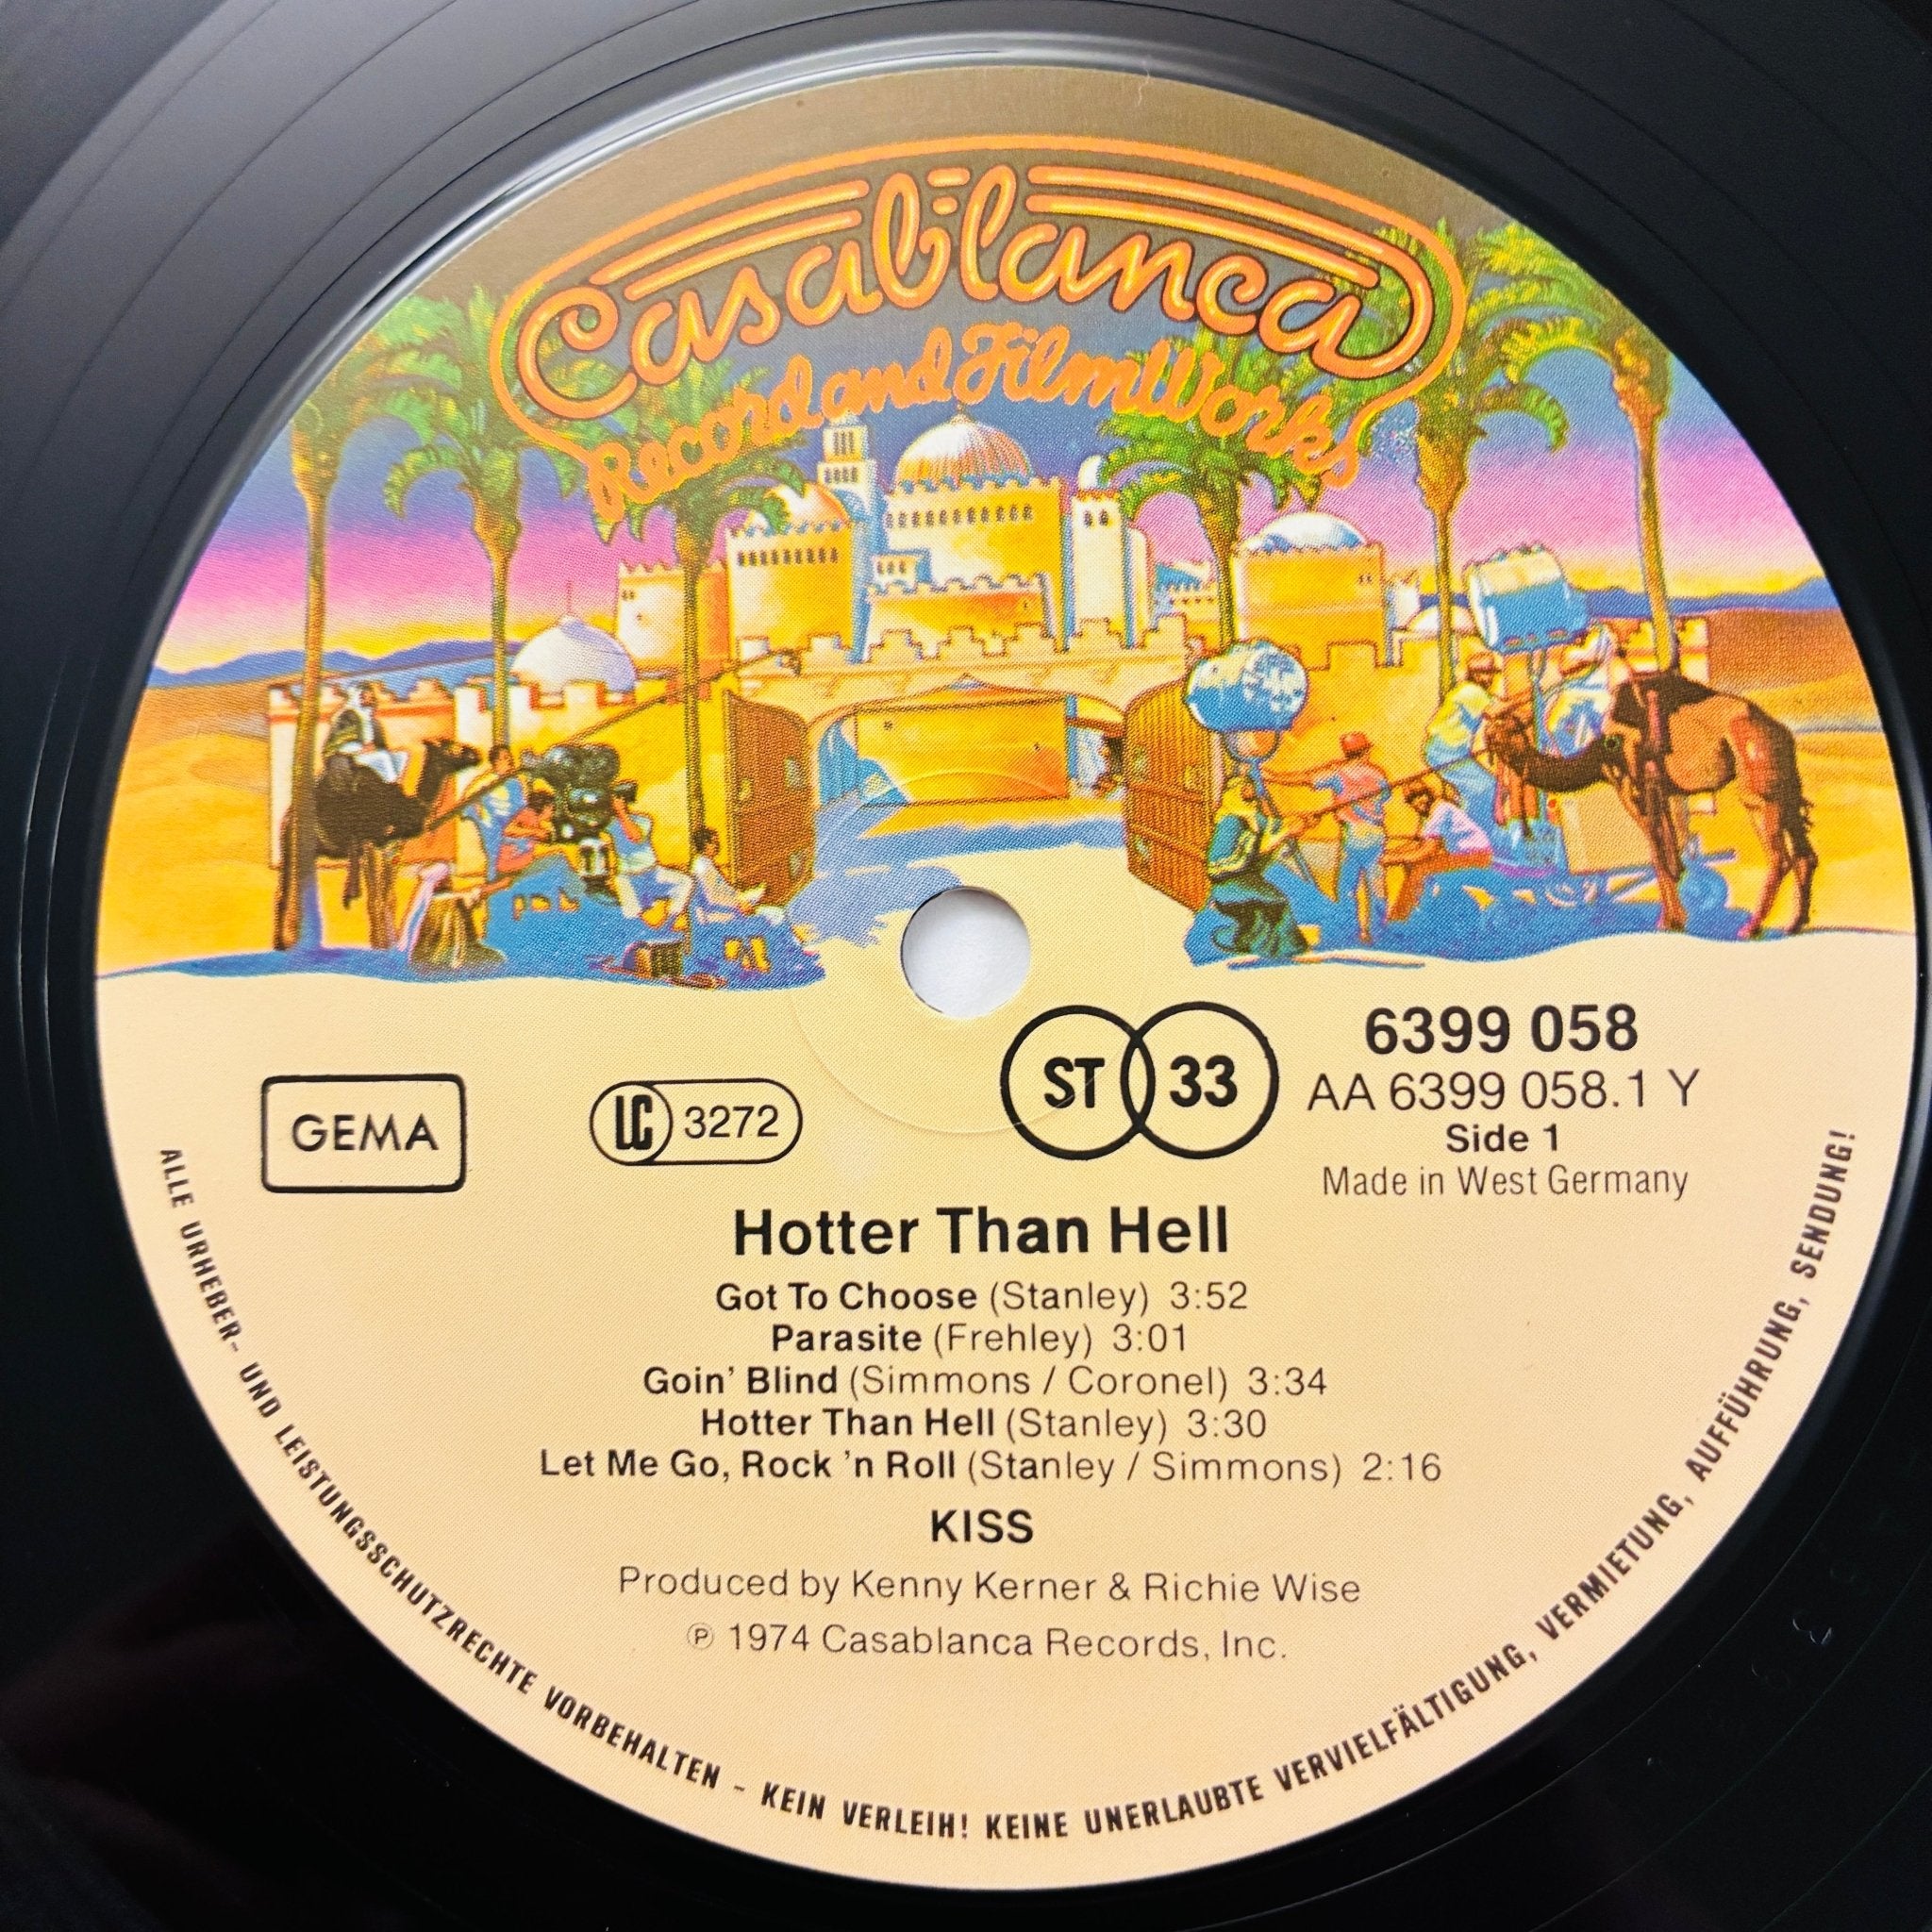 Casablanca
Record and FilmWorks
GEMA
LC 3272
ST 33
6399 058
AA 6399 058.1 Y
Side 1
Made in West Germany
Hotter Than Hell
Got To Choose (Stanley) 3:52
Parasite (Frehley) 3:01
Goin' Blind (Simmons / Coronel) 3:34
Hotter Than Hell (Stanley) 3:30
Let Me Go, Rock 'n Roll (Stanley / Simmons) 2:16
KISS
Produced by Kenny Kerner & Richie Wise
℗ 1974 Casablanca Records, Inc.
ALLE URHEBER- UND LEISTUNGSSCHUTZRECHTE VORBEHALTEN - KEIN VERLEIH! KEINE UNERLAUBTE VERVIELFÄLTIGUNG, VERMIETUNG, AUFFÜHRUNG, SENDUNG!